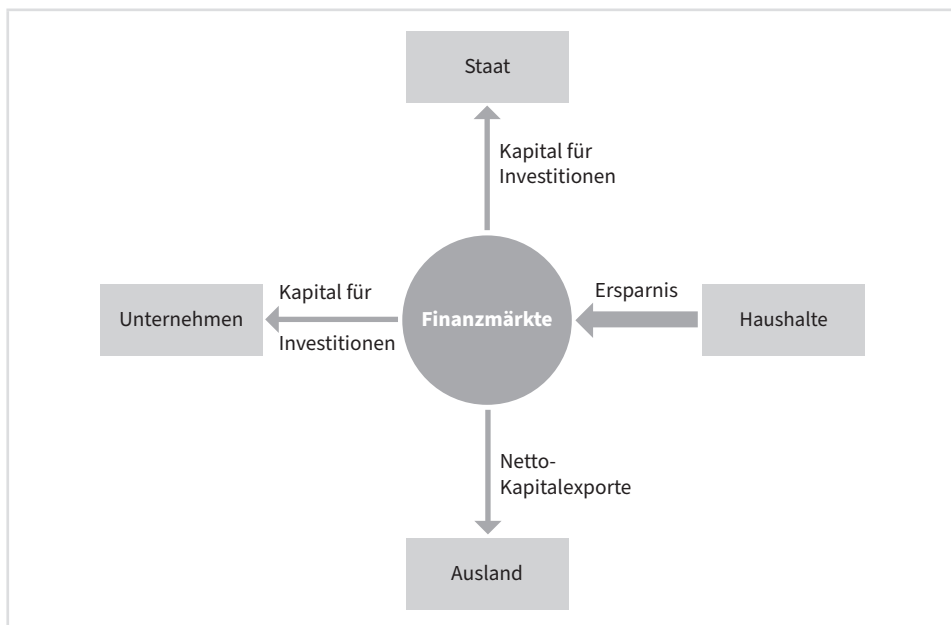 Staat
Kapital für
Investitionen
Kapital für
Investitionen
Unternehmen
Finanzmärkte
Ersparnis
Haushalte
Netto-
Kapitalexporte
Ausland